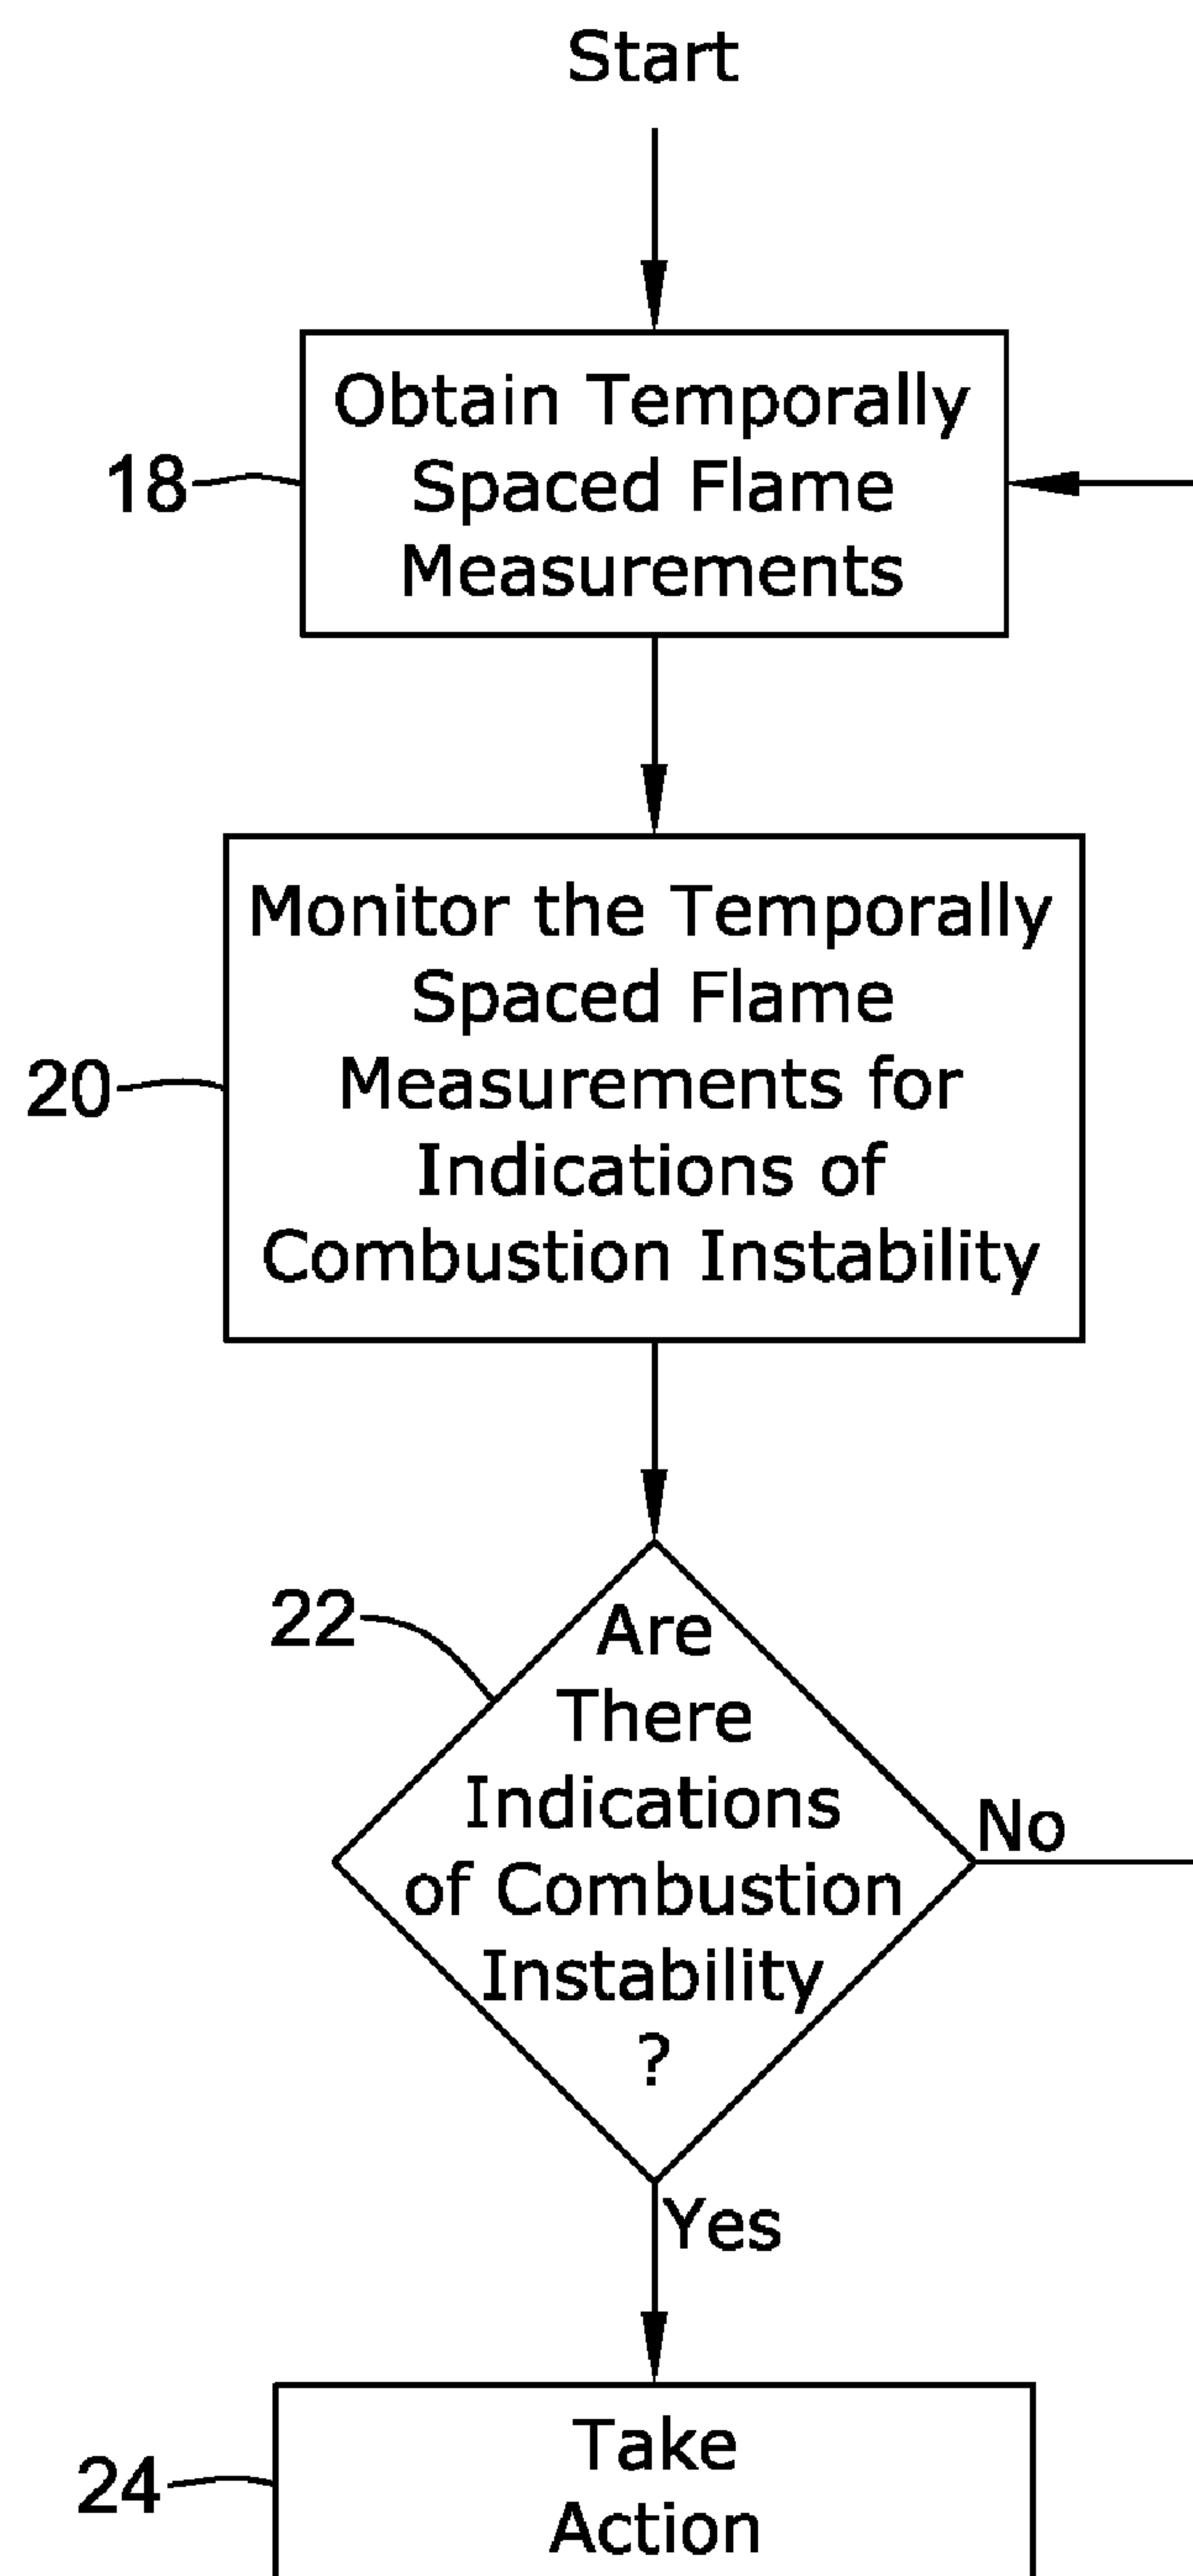 Start
18
Obtain Temporally
Spaced Flame
Measurements
20
Monitor the Temporally
Spaced Flame
Measurements for
Indications of
Combustion Instability
22
Are
There
Indications
of Combustion
Instability
?
No
Yes
24
Take
Action